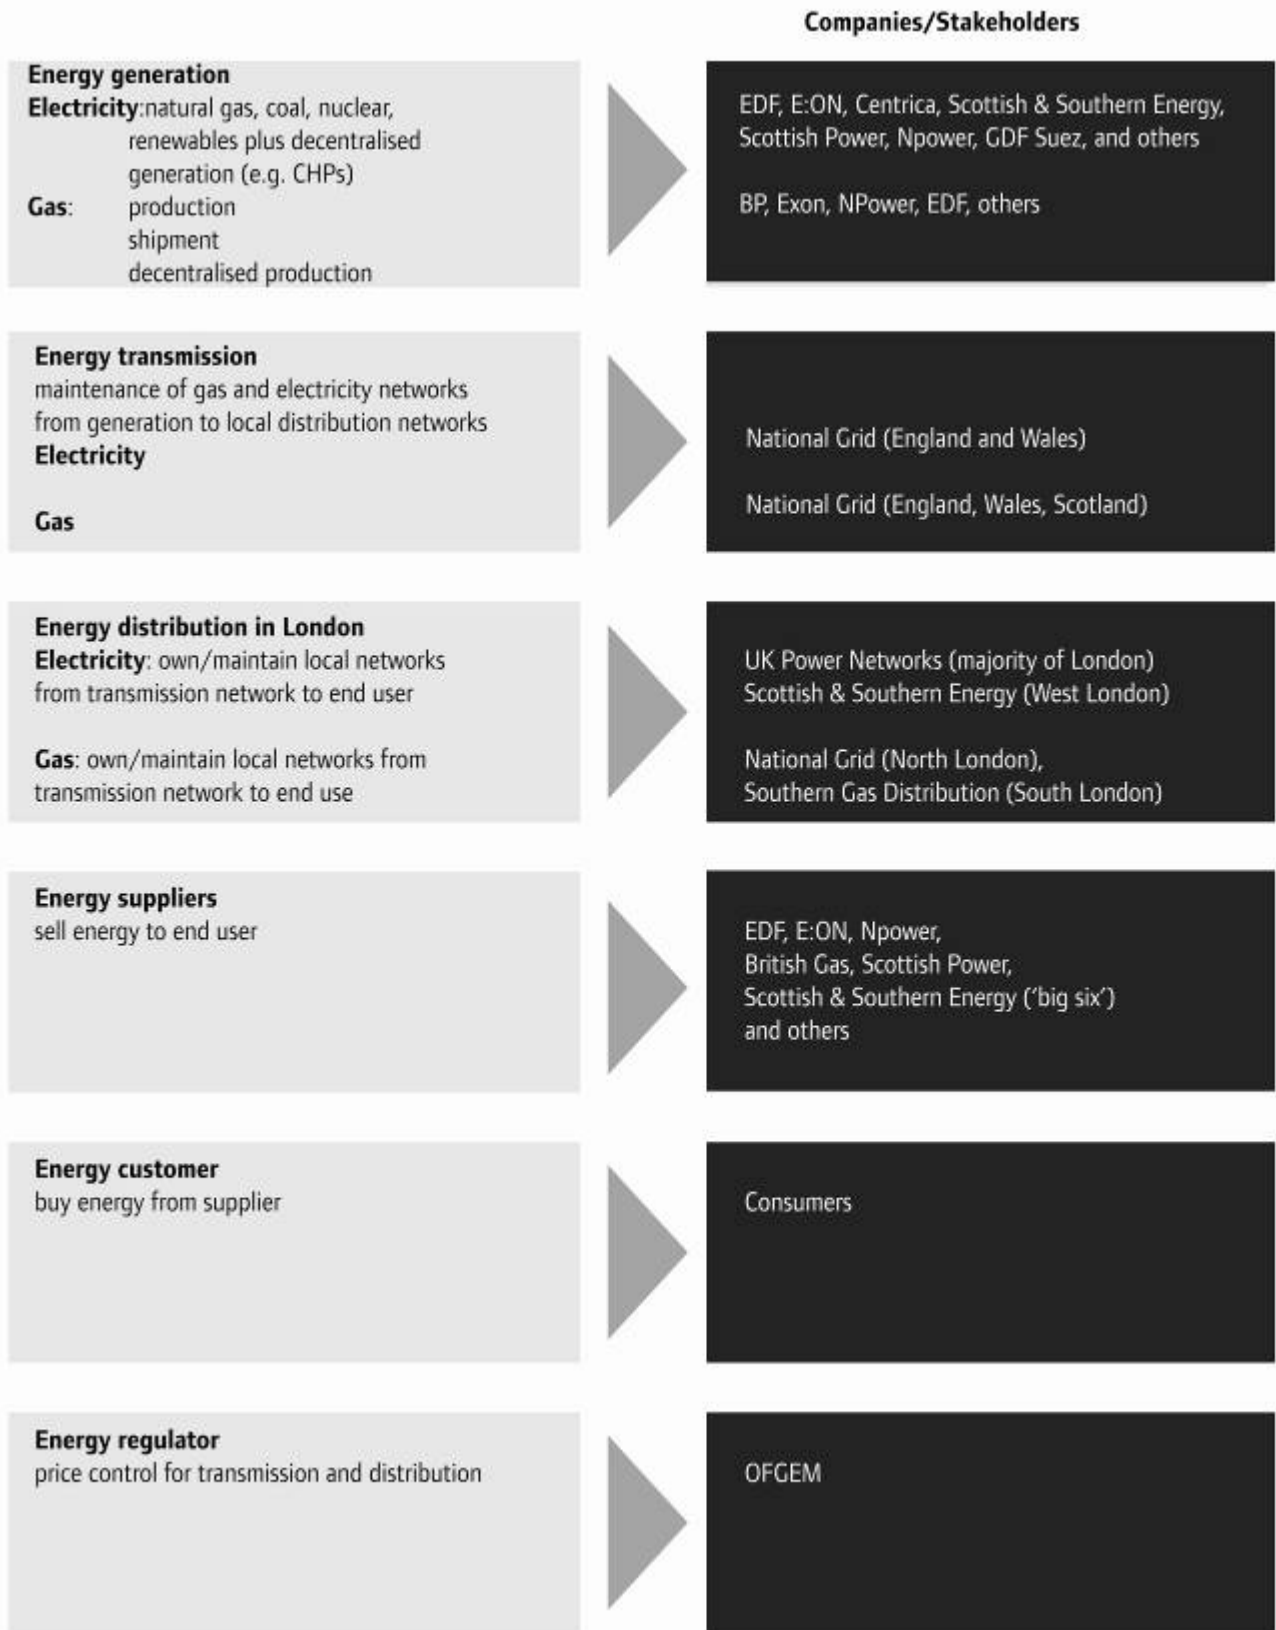 Companies/Stakeholders
Energy generation
Electricity:natural gas, coal, nuclear,
renewables plus decentralised
generation (e.g. CHPs)
Gas: production
shipment
decentralised production
EDF, E:ON, Centrica, Scottish & Southern Energy,
Scottish Power, Npower, GDF Suez, and others
BP, Exon, NPower, EDF, others
Energy transmission
maintenance of gas and electricity networks
from generation to local distribution networks
Electricity
Gas
National Grid (England and Wales)
National Grid (England, Wales, Scotland)
Energy distribution in London
Electricity: own/maintain local networks
from transmission network to end user
Gas: own/maintain local networks from
transmission network to end use
UK Power Networks (majority of London)
Scottish & Southern Energy (West London)
National Grid (North London),
Southern Gas Distribution (South London)
Energy suppliers
sell energy to end user
EDF, E:ON, Npower,
British Gas, Scottish Power,
Scottish & Southern Energy (‘big six’)
and others
Energy customer
buy energy from supplier
Consumers
Energy regulator
price control for transmission and distribution
OFGEM